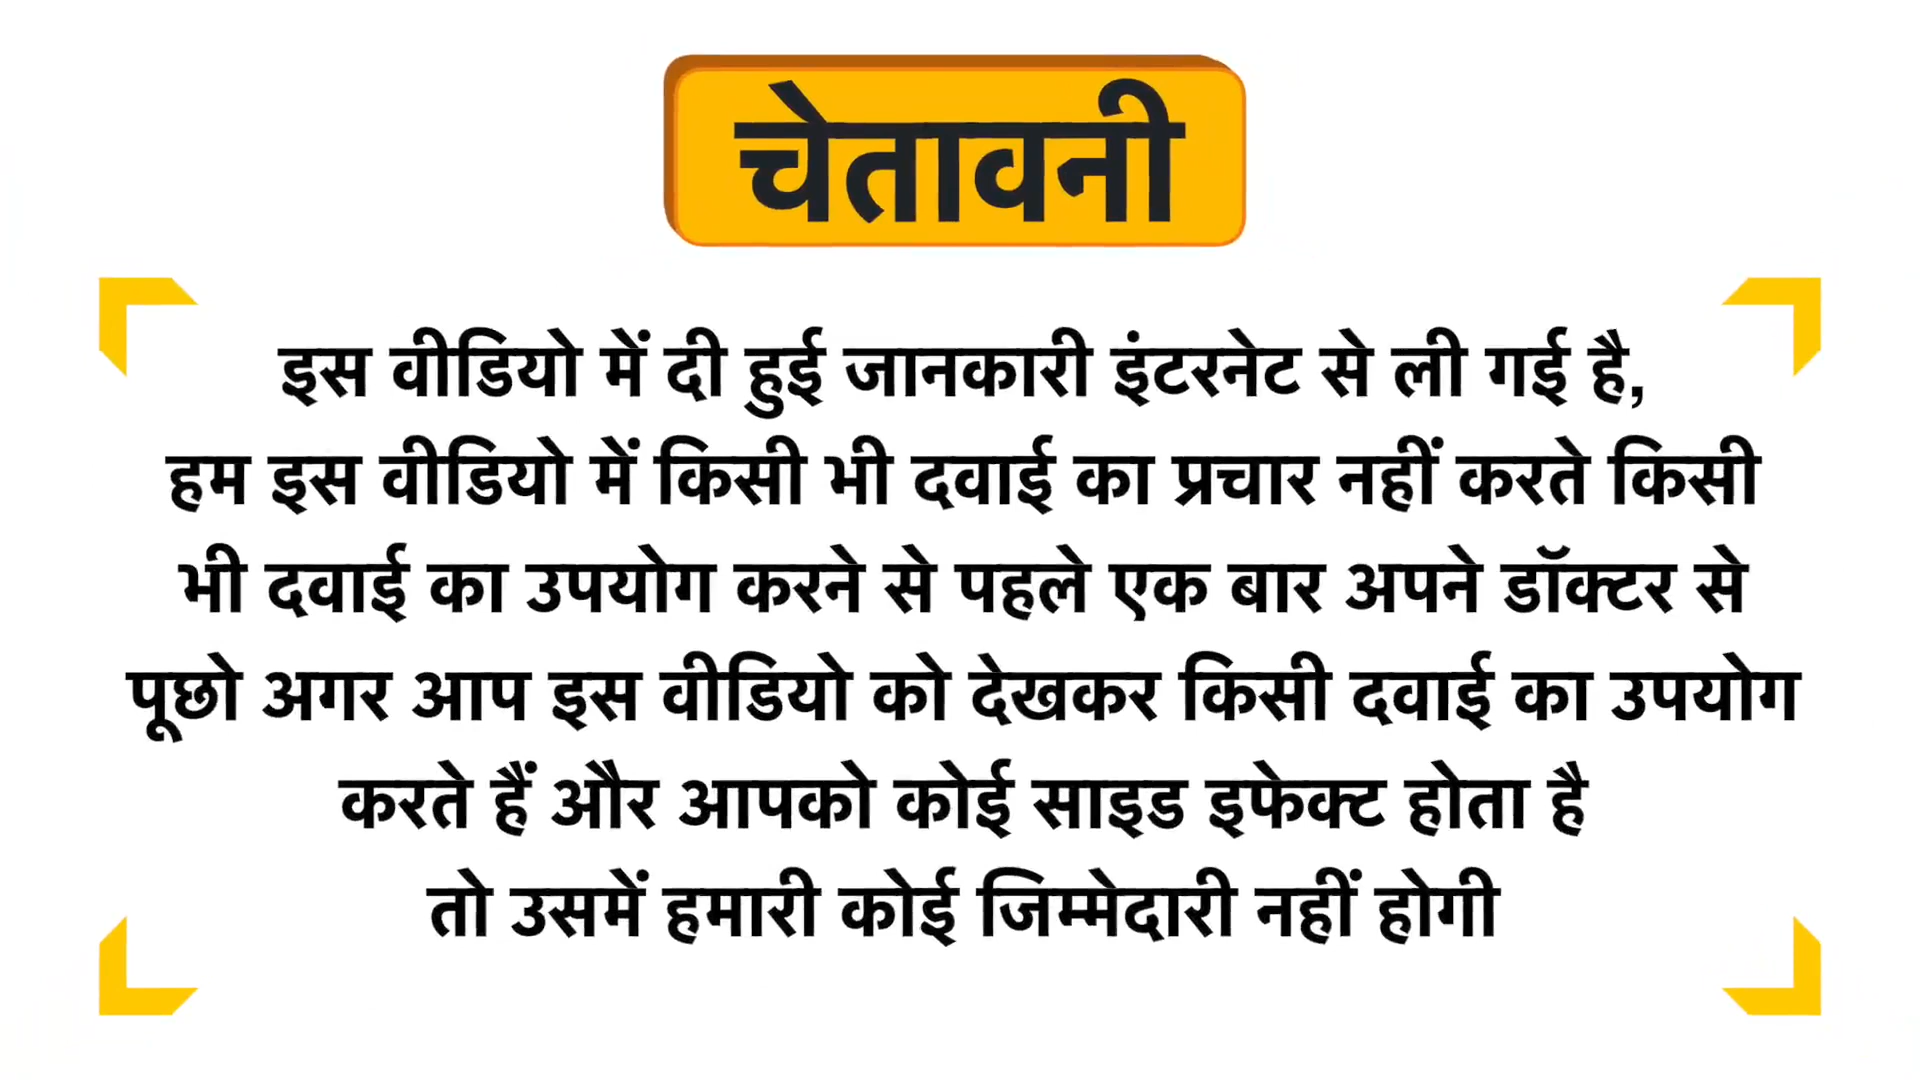 चेतावनी
इस वीडियो में दी हुई जानकारी इंटरनेट से ली गई है,
हम इस वीडियो में किसी भी दवाई का प्रचार नहीं करते किसी
भी दवाई का उपयोग करने से पहले एक बार अपने डॉक्टर से
पूछो अगर आप इस वीडियो को देखकर किसी दवाई का उपयोग
करते हैं और आपको कोई साइड इफेक्ट होता है
तो उसमें हमारी कोई जिम्मेदारी नहीं होगी